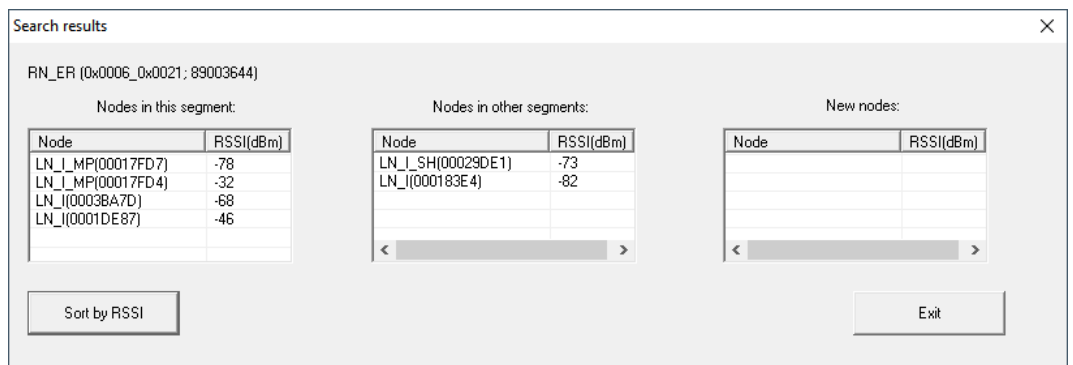 Search results
RN_ER (0x0006_0x0021; 89003644)
Nodes in this segment:
Node RSSI(dBm)
LN_I_MP(00017FD7) -78
LN_I_MP(00017FD4) -32
LN_I(0003BA7D) -68
LN_I(0001DE87) -46
Nodes in other segments:
Node RSSI(dBm)
LN_I_SH(00029DE1) -73
LN_I(000183E4) -82
New nodes:
Node RSSI(dBm)
Sort by RSSI
Exit